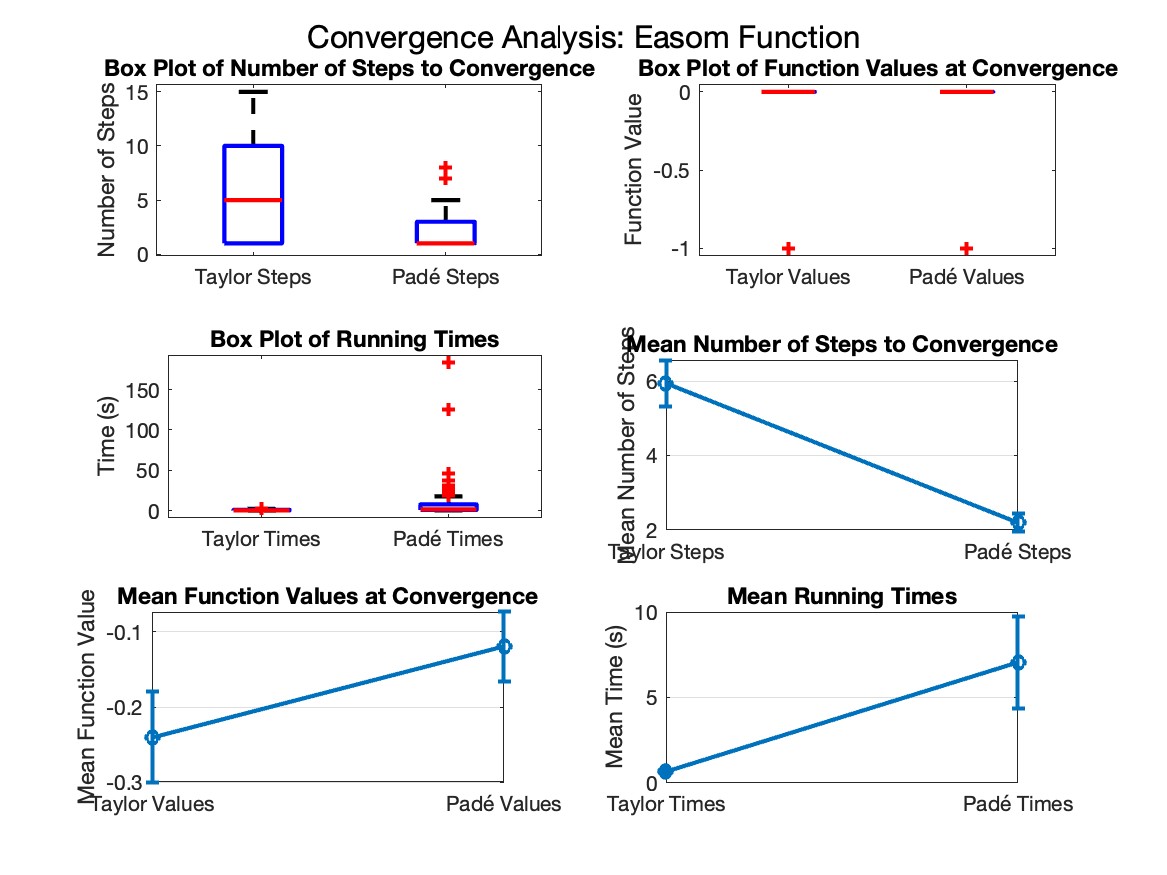 Convergence Analysis: Easom Function
Box Plot of Number of Steps to Convergence
Number of Steps
15
10
5
0
Taylor Steps
Padé Steps
Box Plot of Function Values at Convergence
Function Value
0
-0.5
-1
Taylor Values
Padé Values
Box Plot of Running Times
Time (s)
150
100
50
0
Taylor Times
Padé Times
Mean Number of Steps to Convergence
Mean Number of Steps
6
4
2
Taylor Steps
Padé Steps
Mean Function Values at Convergence
Mean Function Value
-0.1
-0.2
-0.3
Taylor Values
Padé Values
Mean Running Times
Mean Time (s)
10
5
0
Taylor Times
Padé Times